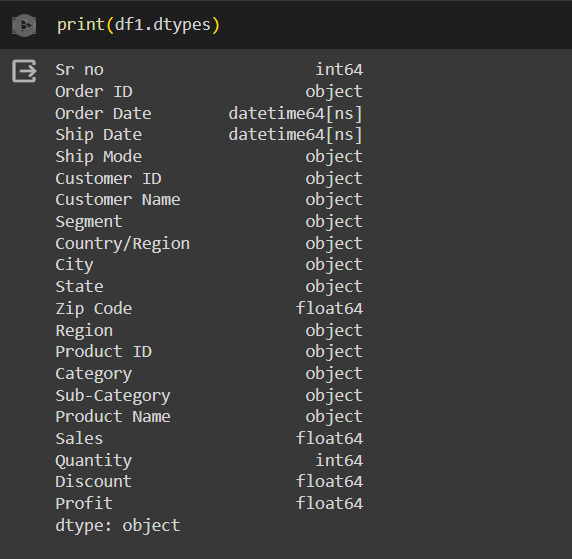 print(df1.dtypes)
Sr no int64
Order ID object
Order Date datetime64[ns]
Ship Date datetime64[ns]
Ship Mode object
Customer ID object
Customer Name object
Segment object
Country/Region object
City object
State object
Zip Code float64
Region object
Product ID object
Category object
Sub-Category object
Product Name object
Sales float64
Quantity int64
Discount float64
Profit float64
dtype: object